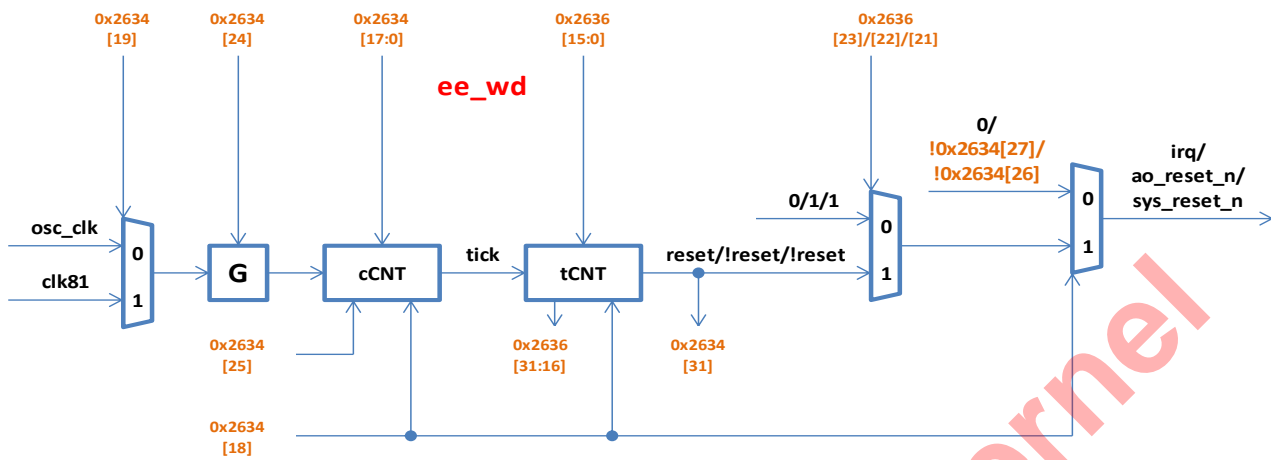 0x2634
[19]
0x2634
[24]
0x2634
[17:0]
0x2636
[15:0]
0x2636
[23]/[22]/[21]
ee_wd
0/
!0x2634[27]/
!0x2634[26]
irq/
ao_reset_n/
sys_reset_n
0/1/1
osc_clk
clk81
0
1
G
cCNT
tick
tCNT
reset/!reset/!reset
0
1
0
1
0x2634
[25]
0x2636
[31:16]
0x2634
[31]
0x2634
[18]
ernel